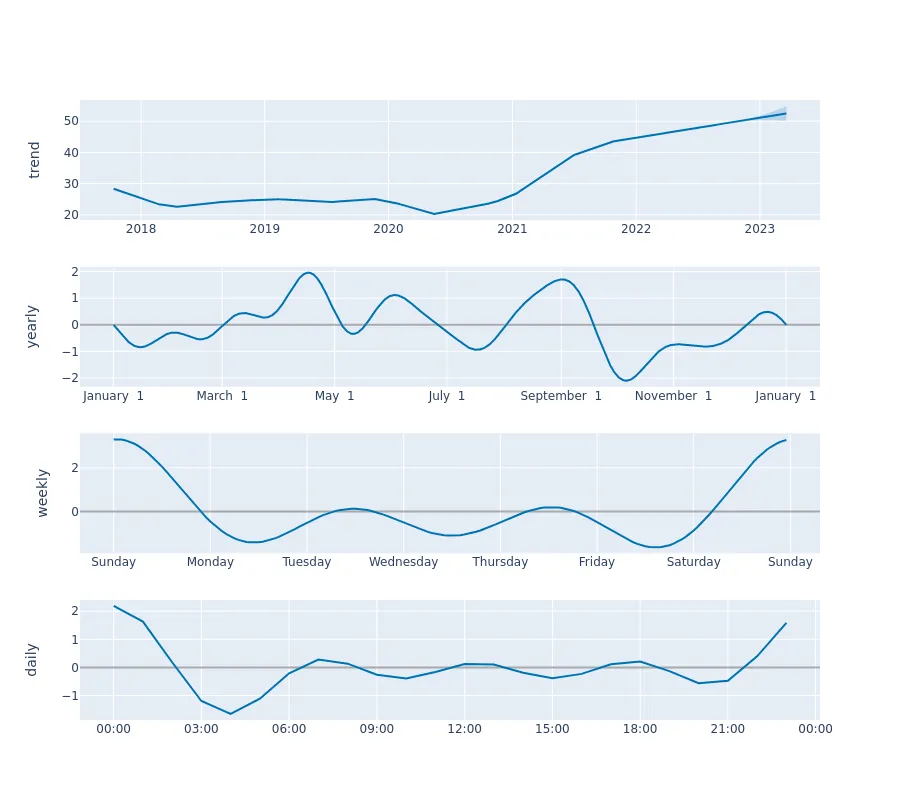 trend
50
40
30
20
2018 2019 2020 2021 2022 2023
yearly
2
1
0
−1
−2
January 1 March 1 May 1 July 1 September 1 November 1 January 1
weekly
2
0
Sunday Monday Tuesday Wednesday Thursday Friday Saturday Sunday
daily
2
1
0
−1
00:00 03:00 06:00 09:00 12:00 15:00 18:00 21:00 00:00